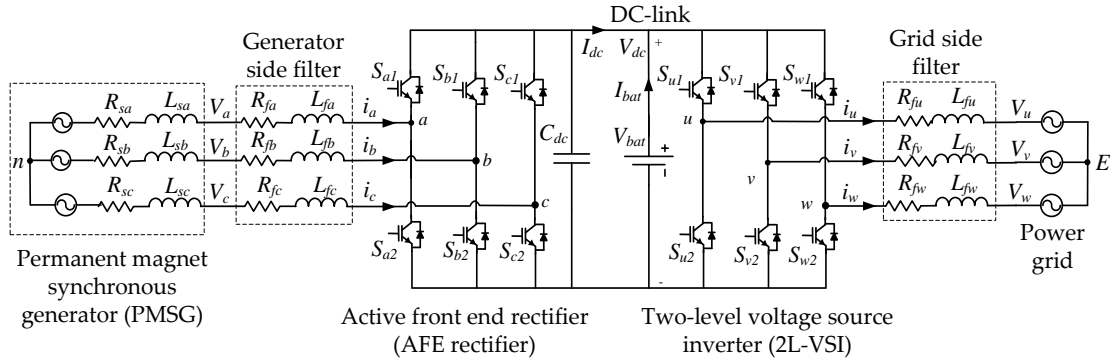 DC-link
Generator
side filter
Grid side
filter
I_dc
V_dc
+
S_a1
S_b1
S_c1
I_bat
S_u1
S_v1
S_w1
R_sa
L_sa
V_a
R_fa
L_fa
i_a
a
u
i_u
R_fu
L_fu
V_u
C_dc
V_bat
+
-
n
R_sb
L_sb
V_b
R_fb
L_fb
i_b
b
v
i_v
R_fv
L_fv
V_v
E
R_sc
L_sc
V_c
R_fc
L_fc
i_c
c
w
i_w
R_fw
L_fw
V_w
S_a2
S_b2
S_c2
S_u2
S_v2
S_w2
-
Power
grid
Permanent magnet
synchronous
generator (PMSG)
Active front end rectifier
(AFE rectifier)
Two-level voltage source
inverter (2L-VSI)